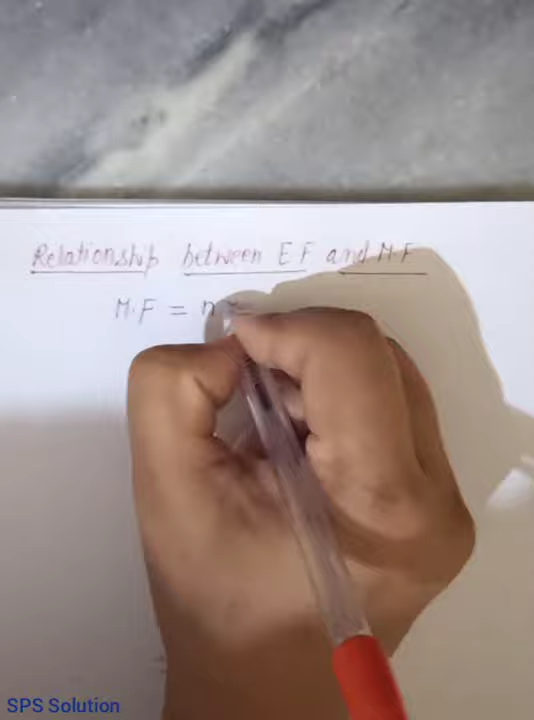 Relationship between E F and M.F
M.F = n ×
SPS Solution